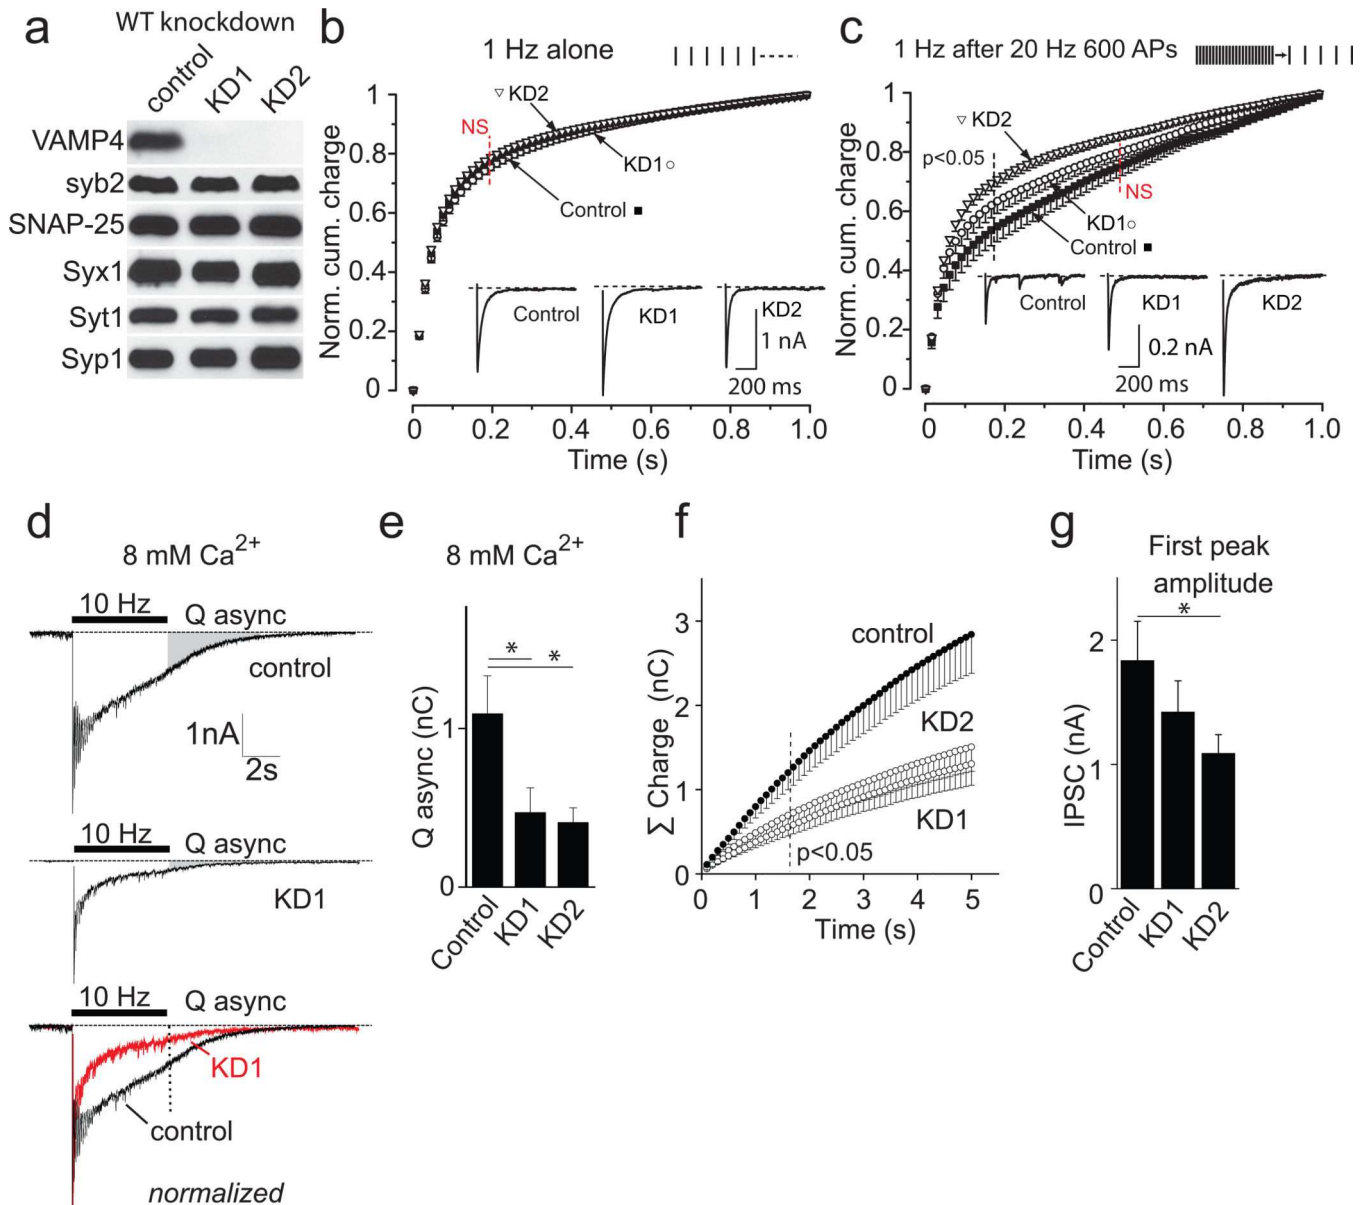 a
WT knockdown
control
KD1
KD2
VAMP4
syb2
SNAP-25
Syx1
Syt1
Syp1
b
1 Hz alone
Norm. cum. charge
1
0.8
0.6
0.4
0.2
0
▽ KD2
NS
KD1○
Control ■
Control
KD1
KD2
1 nA
200 ms
0
0.2
0.4
0.6
0.8
1.0
Time (s)
c
1 Hz after 20 Hz 600 APs
Norm. cum. charge
1
0.8
0.6
0.4
0.2
0
▽ KD2
p<0.05
NS
KD1○
Control ■
Control
KD1
KD2
0.2 nA
200 ms
0
0.2
0.4
0.6
0.8
1.0
Time (s)
d
8 mM Ca²⁺
10 Hz
Q async
control
1nA
2s
10 Hz
Q async
KD1
10 Hz
Q async
KD1
control
normalized
e
8 mM Ca²⁺
Q async (nC)
1
0
* *
Control
KD1
KD2
f
Σ Charge (nC)
3
2
1
0
control
KD2
KD1
p<0.05
0
1
2
3
4
5
Time (s)
g
First peak
amplitude
IPSC (nA)
2
1
0
*
Control
KD1
KD2